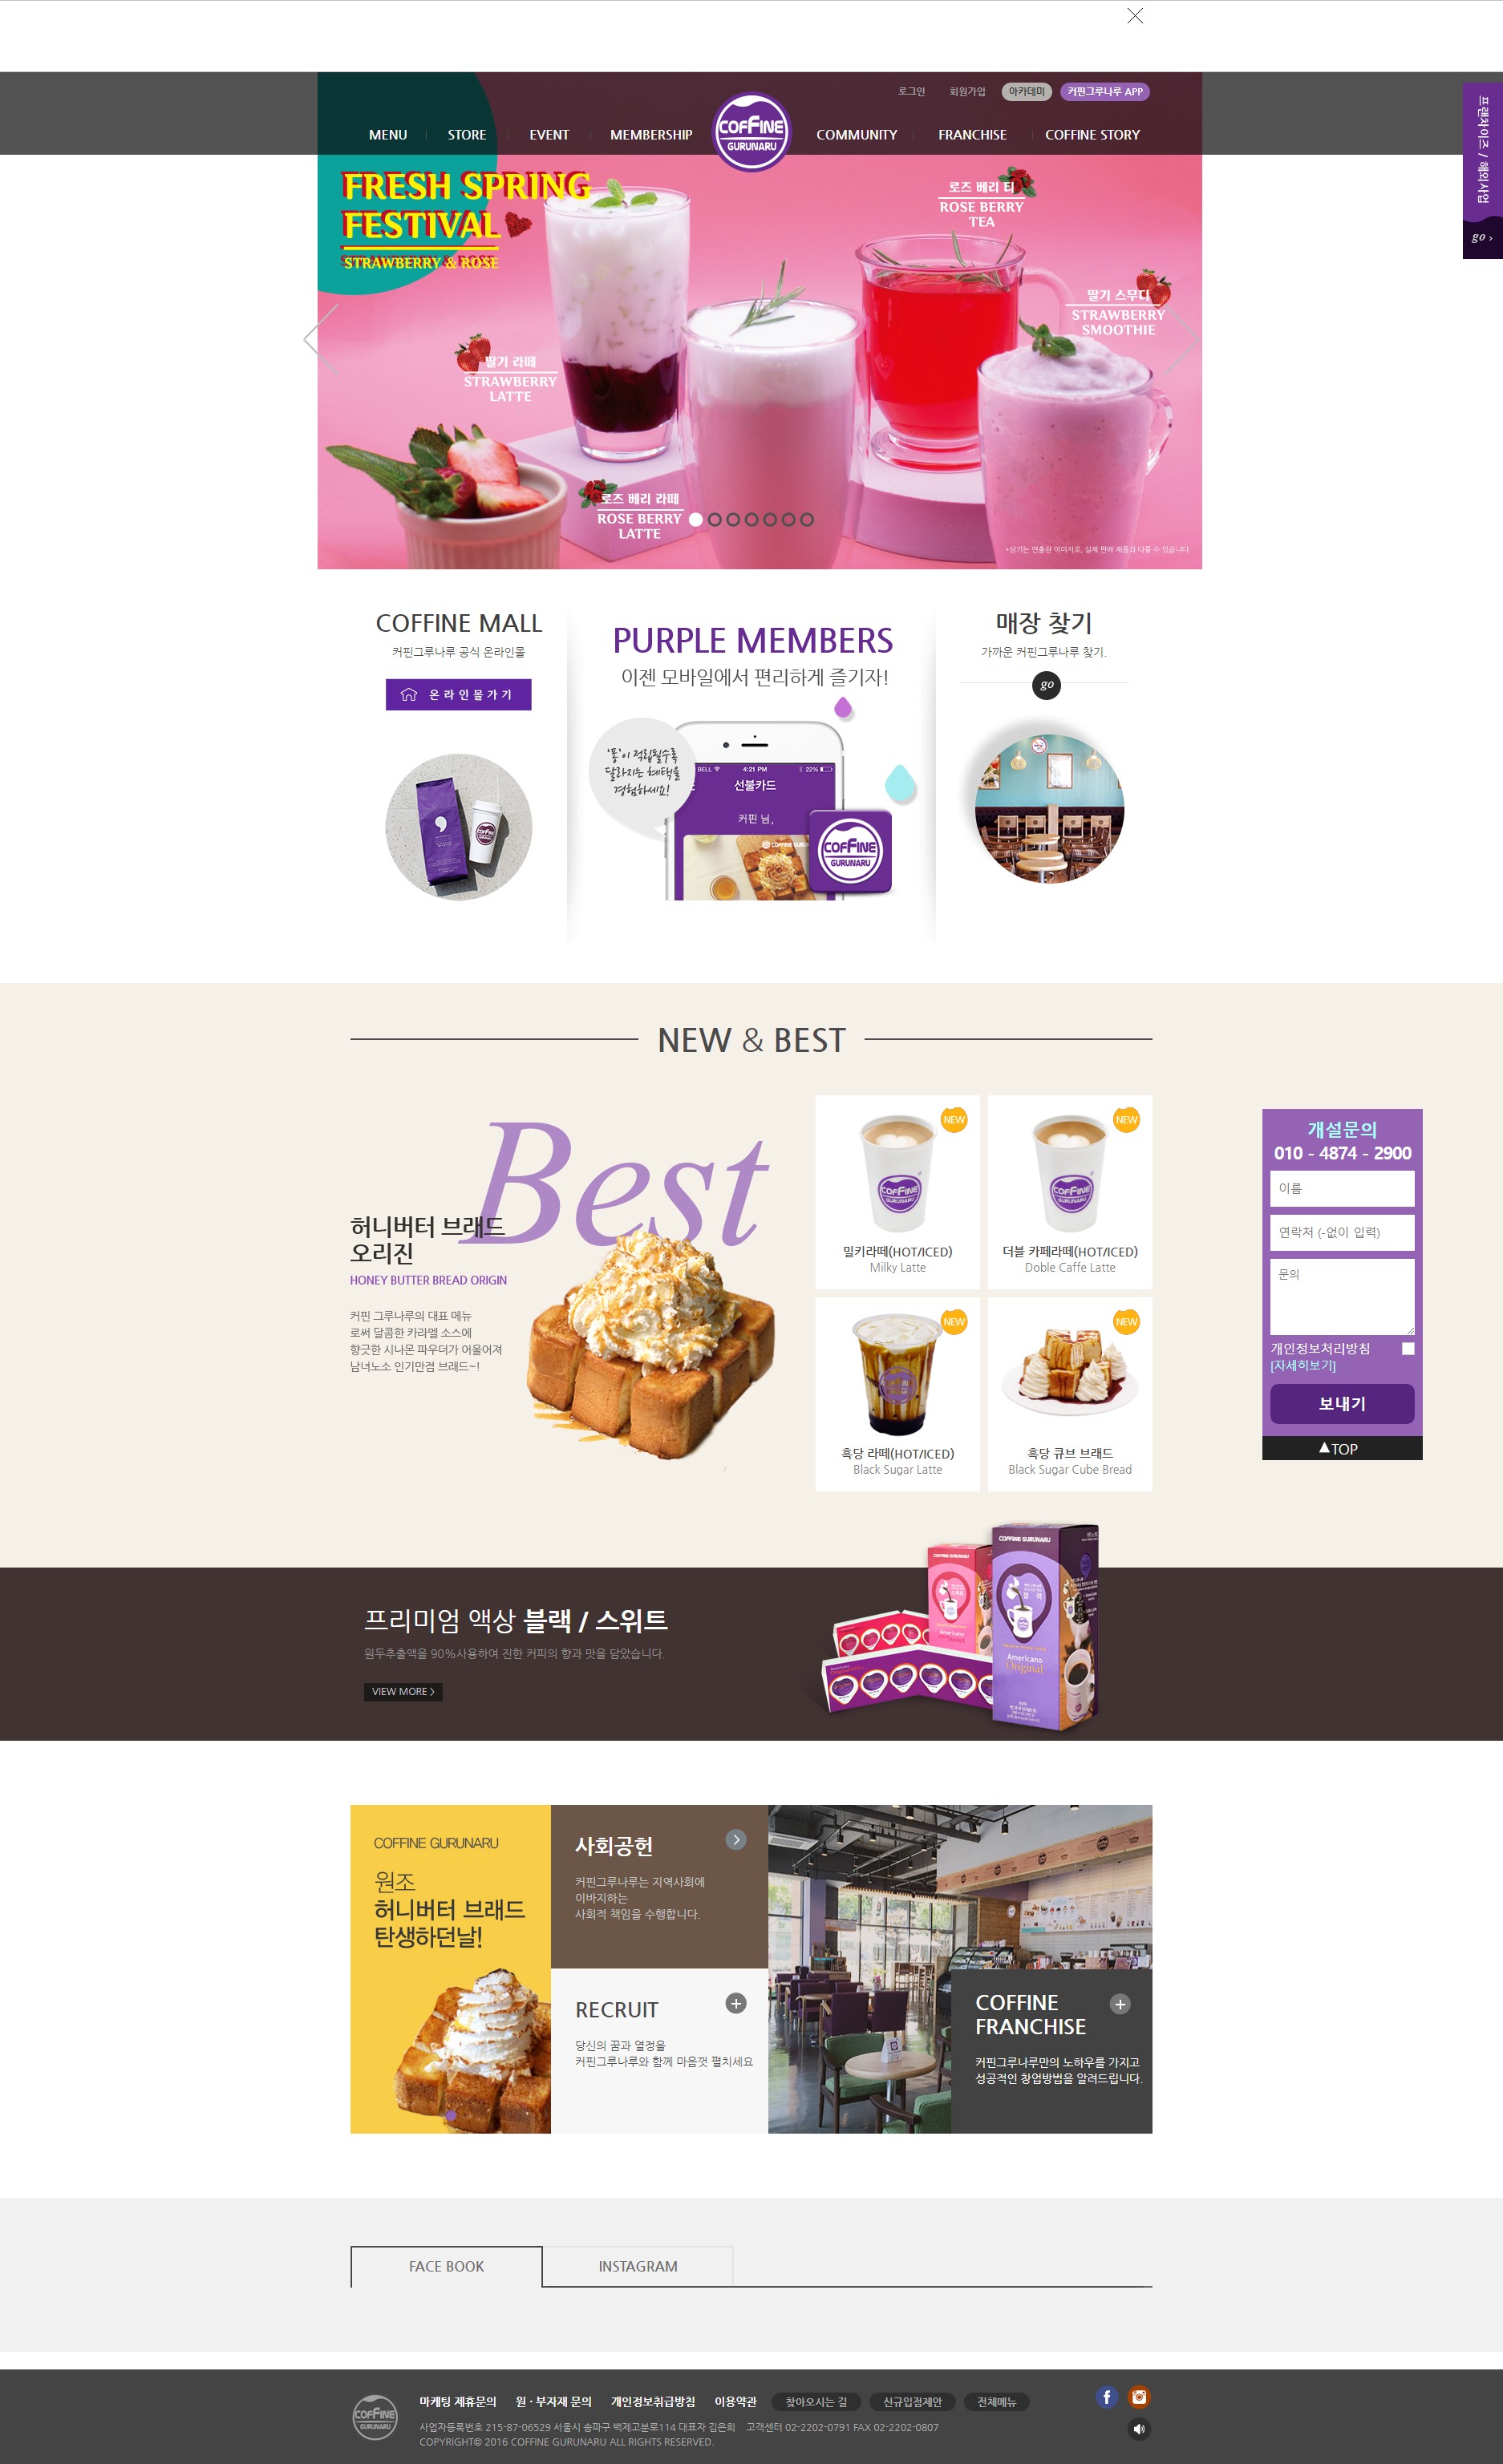 로그인
회원가입
아카데미
커핀그루나루 APP
MENU
STORE
EVENT
MEMBERSHIP
COFFINE
GURUNARU
COMMUNITY
FRANCHISE
COFFINE STORY
프랜차이즈 / 해외사업
go ›
FRESH SPRING
FESTIVAL
STRAWBERRY & ROSE
로즈 베리 티
ROSE BERRY
TEA
딸기 스무디
STRAWBERRY
SMOOTHIE
딸기 라떼
STRAWBERRY
LATTE
로즈 베리 라떼
ROSE BERRY
LATTE
*상기는 연출된 이미지로, 실제 판매 제품과 다를 수 있습니다.
COFFINE MALL
커핀그루나루 공식 온라인몰
온라인몰가기
PURPLE MEMBERS
이젠 모바일에서 편리하게 즐기자!
'퐁'이 적립될수록
달라지는 혜택을
경험하세요!
BELL
4:21 PM
22%
선불카드
커핀 님,
COFFINE GURUNARU
매장 찾기
가까운 커핀그루나루 찾기.
go
NEW & BEST
Best
허니버터 브래드
오리진
HONEY BUTTER BREAD ORIGIN
커핀 그루나루의 대표 메뉴
로써 달콤한 카라멜 소스에
향긋한 시나몬 파우더가 어울어져
남녀노소 인기만점 브래드~!
NEW
밀키라떼(HOT/ICED)
Milky Latte
NEW
더블 카페라떼(HOT/ICED)
Doble Caffe Latte
NEW
흑당 라떼(HOT/ICED)
Black Sugar Latte
NEW
흑당 큐브 브래드
Black Sugar Cube Bread
개설문의
010 - 4874 - 2900
이름
연락처 (-없이 입력)
문의
개인정보처리방침
[자세히보기]
보내기
▲TOP
프리미엄 액상 블랙 / 스위트
원두추출액을 90%사용하여 진한 커피의 향과 맛을 담았습니다.
VIEW MORE >
COFFINE GURUNARU
Americano
Original
COFFINE GURUNARU
원조
허니버터 브래드
탄생하던날!
사회공헌
커핀그루나루는 지역사회에
이바지하는
사회적 책임을 수행합니다.
RECRUIT
당신의 꿈과 열정을
커핀그루나루와 함께 마음껏 펼치세요
COFFINE
FRANCHISE
커핀그루나루만의 노하우를 가지고
성공적인 창업방법을 알려드립니다.
FACE BOOK
INSTAGRAM
COFFINE
GURUNARU
마케팅 제휴문의
원 · 부자재 문의
개인정보취급방침
이용약관
찾아오시는 길
신규입점제안
전체메뉴
사업자등록번호 215-87-06529 서울시 송파구 백제고분로114 대표자 김은희 고객센터 02-2202-0791 FAX 02-2202-0807
COPYRIGHT© 2016 COFFINE GURUNARU ALL RIGHTS RESERVED.